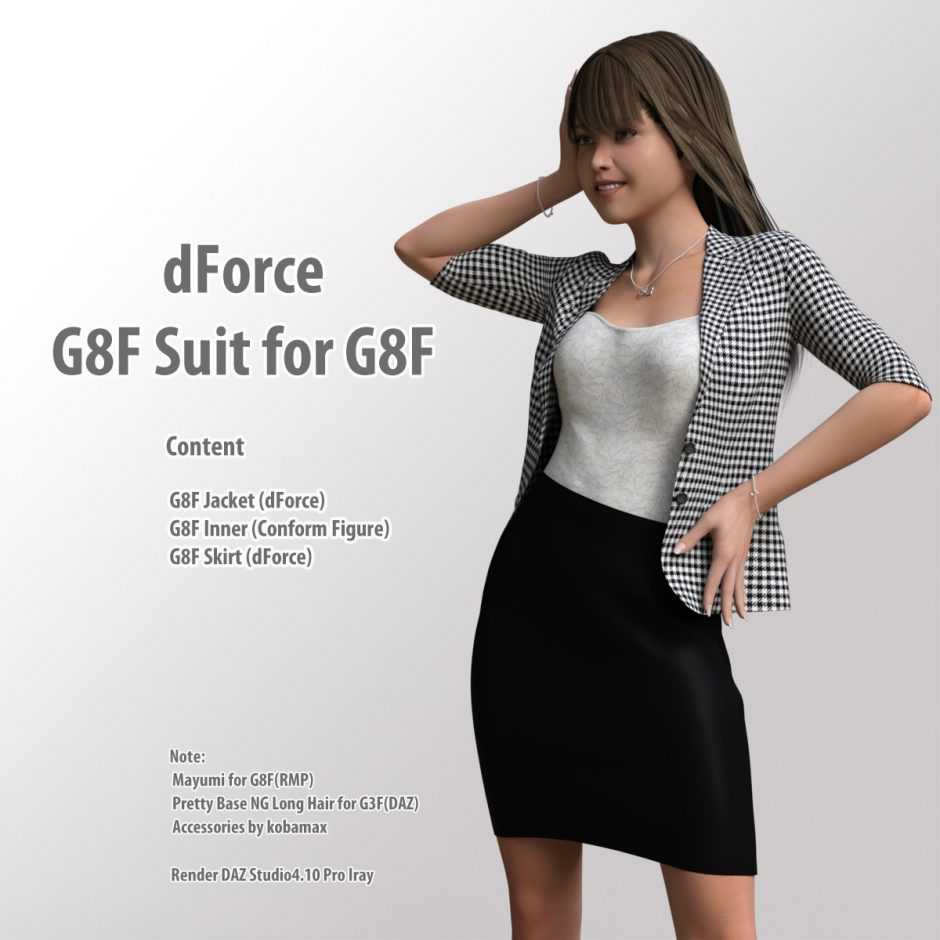 dForce
G8F Suit for G8F
Content
G8F Jacket (dForce)
G8F Inner (Conform Figure)
G8F Skirt (dForce)
Note:
Mayumi for G8F(RMP)
Pretty Base NG Long Hair for G3F(DAZ)
Accessories by kobamax
Render DAZ Studio4.10 Pro Iray